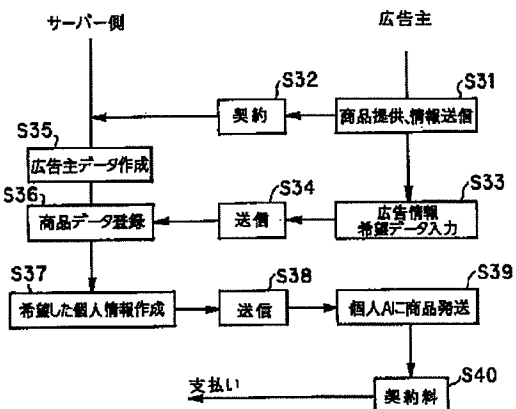 サーバー側
広告主
S32
S31
契約
商品提供、情報送信
S35
広告主データ作成
S34
S33
S36
商品データ登録
送信
広告情報
希望データ入力
S37
S38
S39
希望した個人情報作成
送信
個人Aに商品発送
S40
支払い
契約料